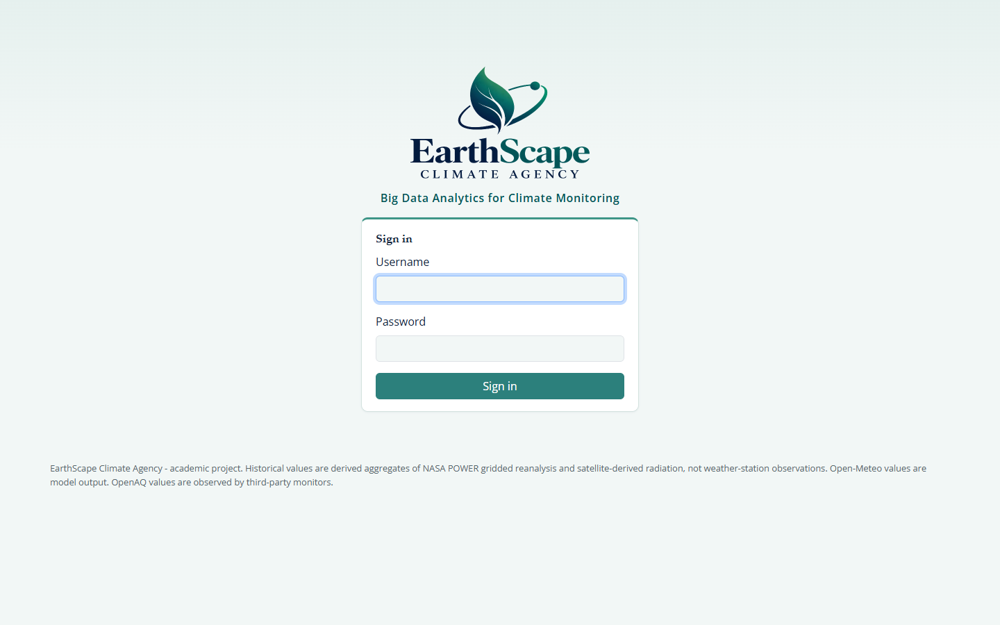 EarthScape
CLIMATE AGENCY
Big Data Analytics for Climate Monitoring
Sign in
Username
Password
Sign in
EarthScape Climate Agency - academic project. Historical values are derived aggregates of NASA POWER gridded reanalysis and satellite-derived radiation, not weather-station observations. Open-Meteo values are
model output. OpenAQ values are observed by third-party monitors.